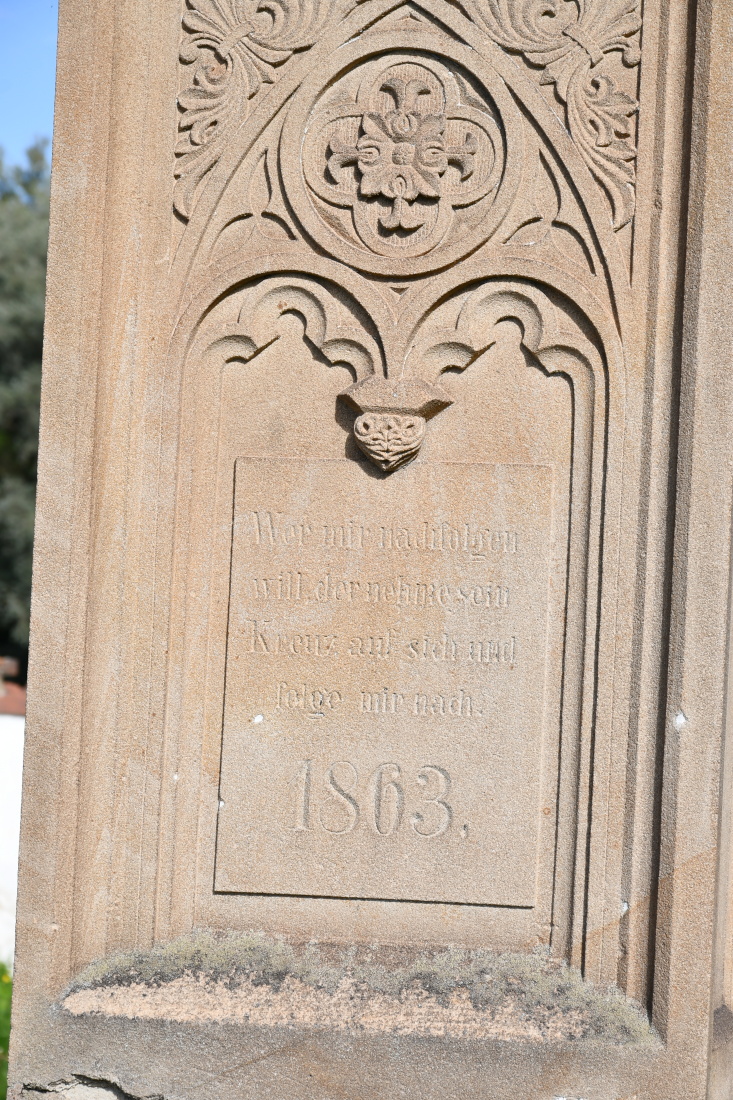 Wer mir nachfolgen
will, der nehme sein
Kreuz auf sich und
folge mir nach.
1863.